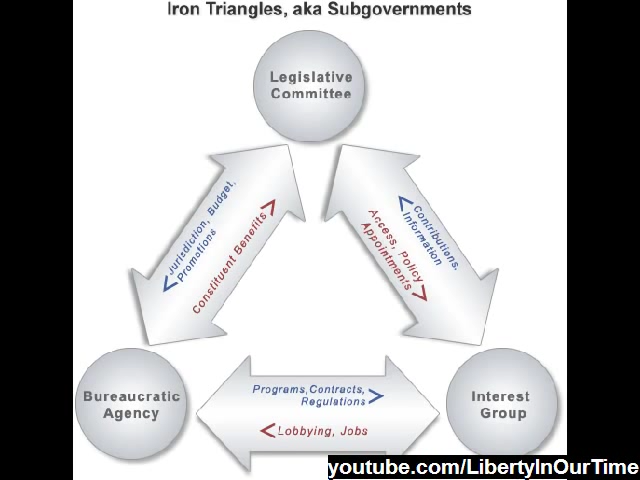 Iron Triangles, aka Subgovernments
Legislative
Committee
Jurisdiction, Budget,
Promotions
Constituent Benefits
Contributions,
Information
Access, Policy
Appointments
Bureaucratic
Agency
Programs,Contracts,
Regulations
Lobbying, Jobs
Interest
Group
youtube.com/LibertyInOurTime